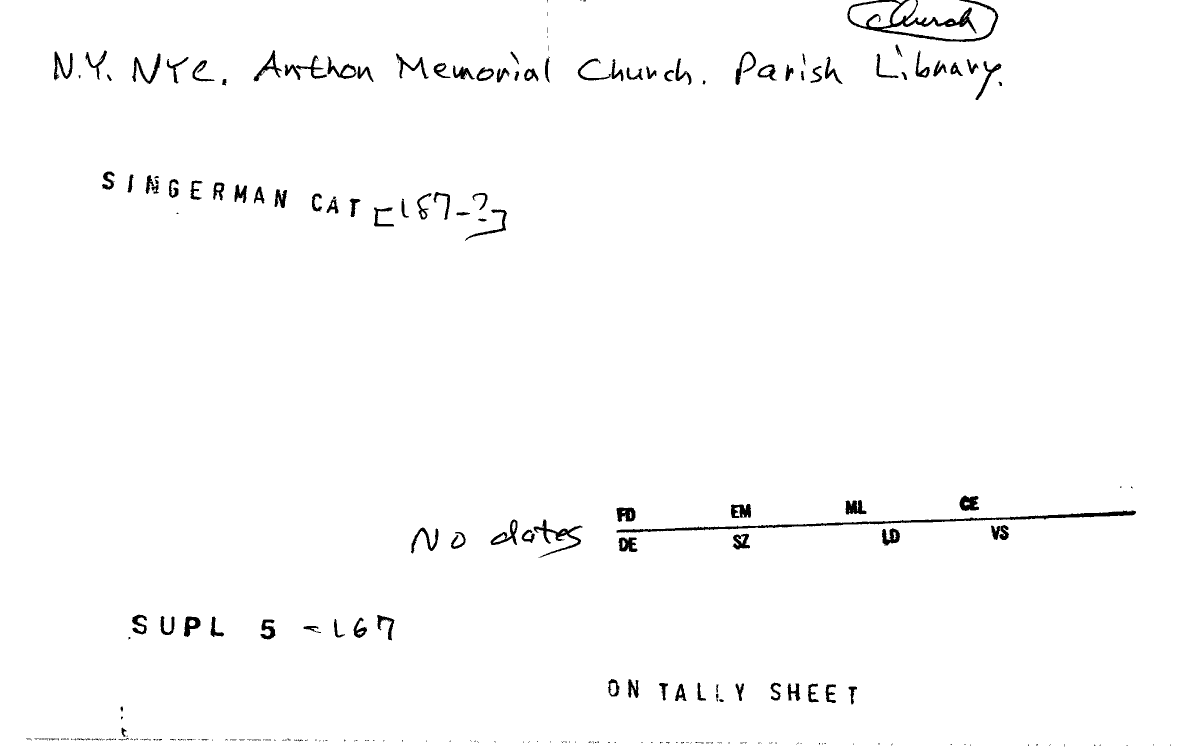 Church
N.Y. NYC. Anthon Memorial Church. Parish Library.
SINGERMAN CAT [187-?]
FD EM ML CE
No dates DE SZ LD VS
SUPL 5 -167
ON TALLY SHEET